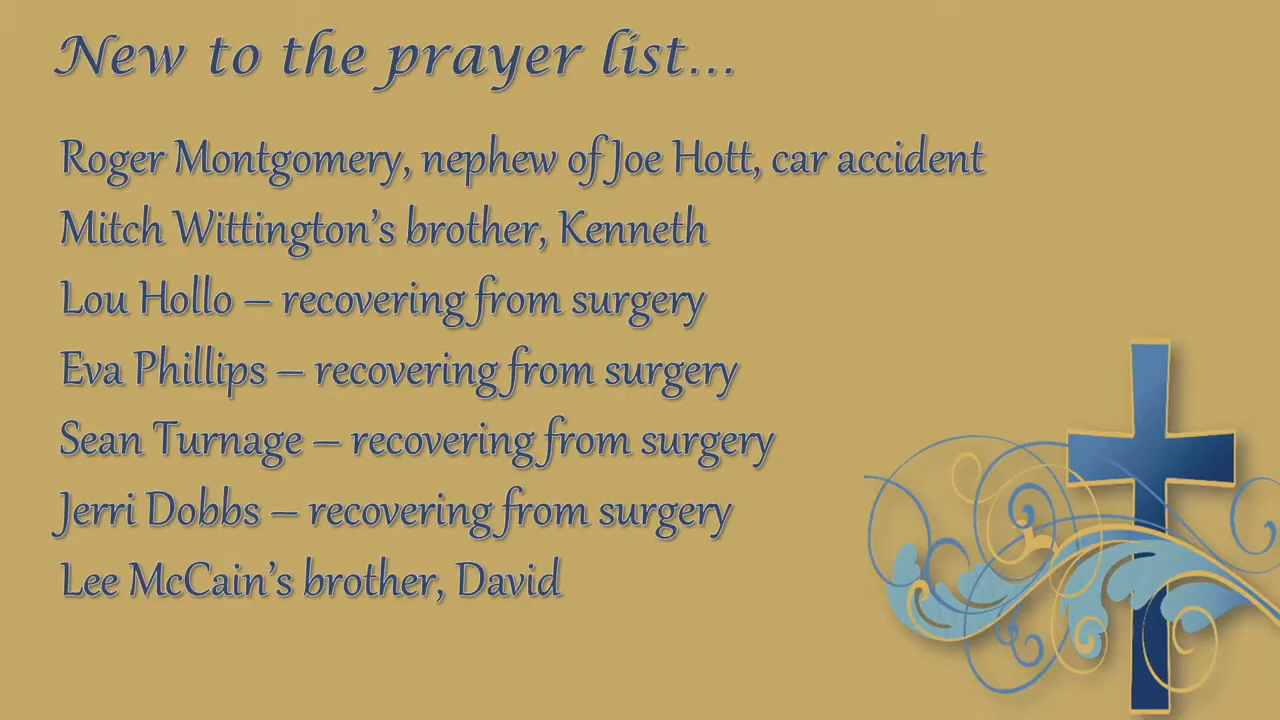 New to the prayer list...
Roger Montgomery, nephew of Joe Hott, car accident
Mitch Wittington’s brother, Kenneth
Lou Hollo – recovering from surgery
Eva Phillips – recovering from surgery
Sean Turnage – recovering from surgery
Jerri Dobbs – recovering from surgery
Lee McCain’s brother, David